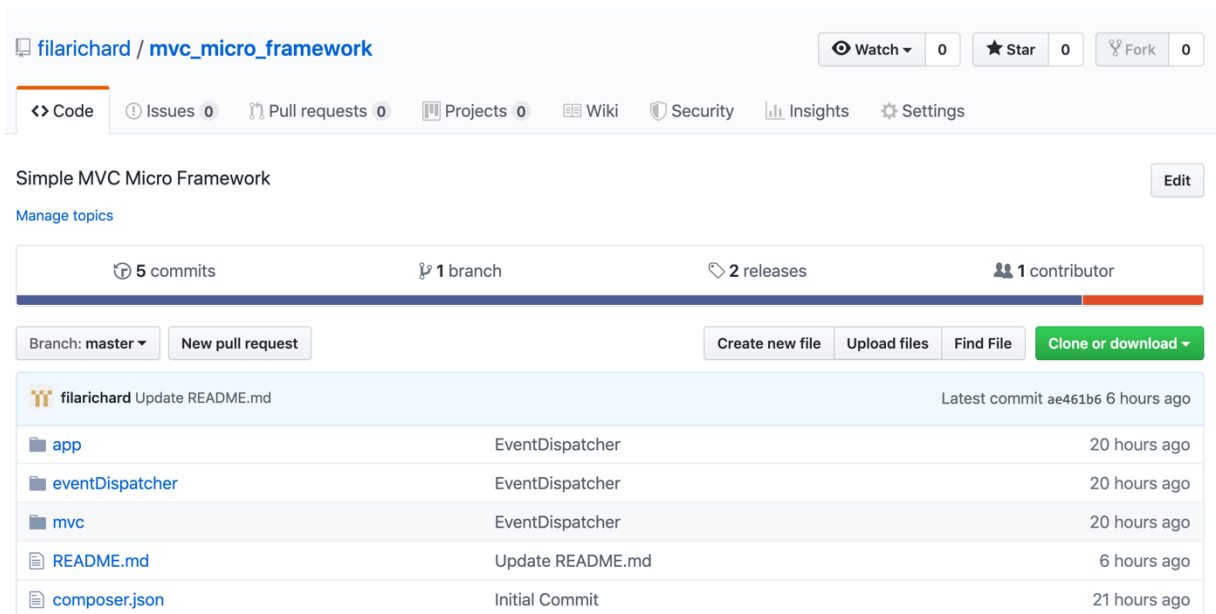 filarichard / mvc_micro_framework Watch 0 Star 0 Fork 0
Code Issues 0 Pull requests 0 Projects 0 Wiki Security Insights Settings
Simple MVC Micro Framework Edit
Manage topics
5 commits 1 branch 2 releases 1 contributor
Branch: master New pull request Create new file Upload files Find File Clone or download
filarichard Update README.md Latest commit ae461b6 6 hours ago
app EventDispatcher 20 hours ago
eventDispatcher EventDispatcher 20 hours ago
mvc EventDispatcher 20 hours ago
README.md Update README.md 6 hours ago
composer.json Initial Commit 21 hours ago